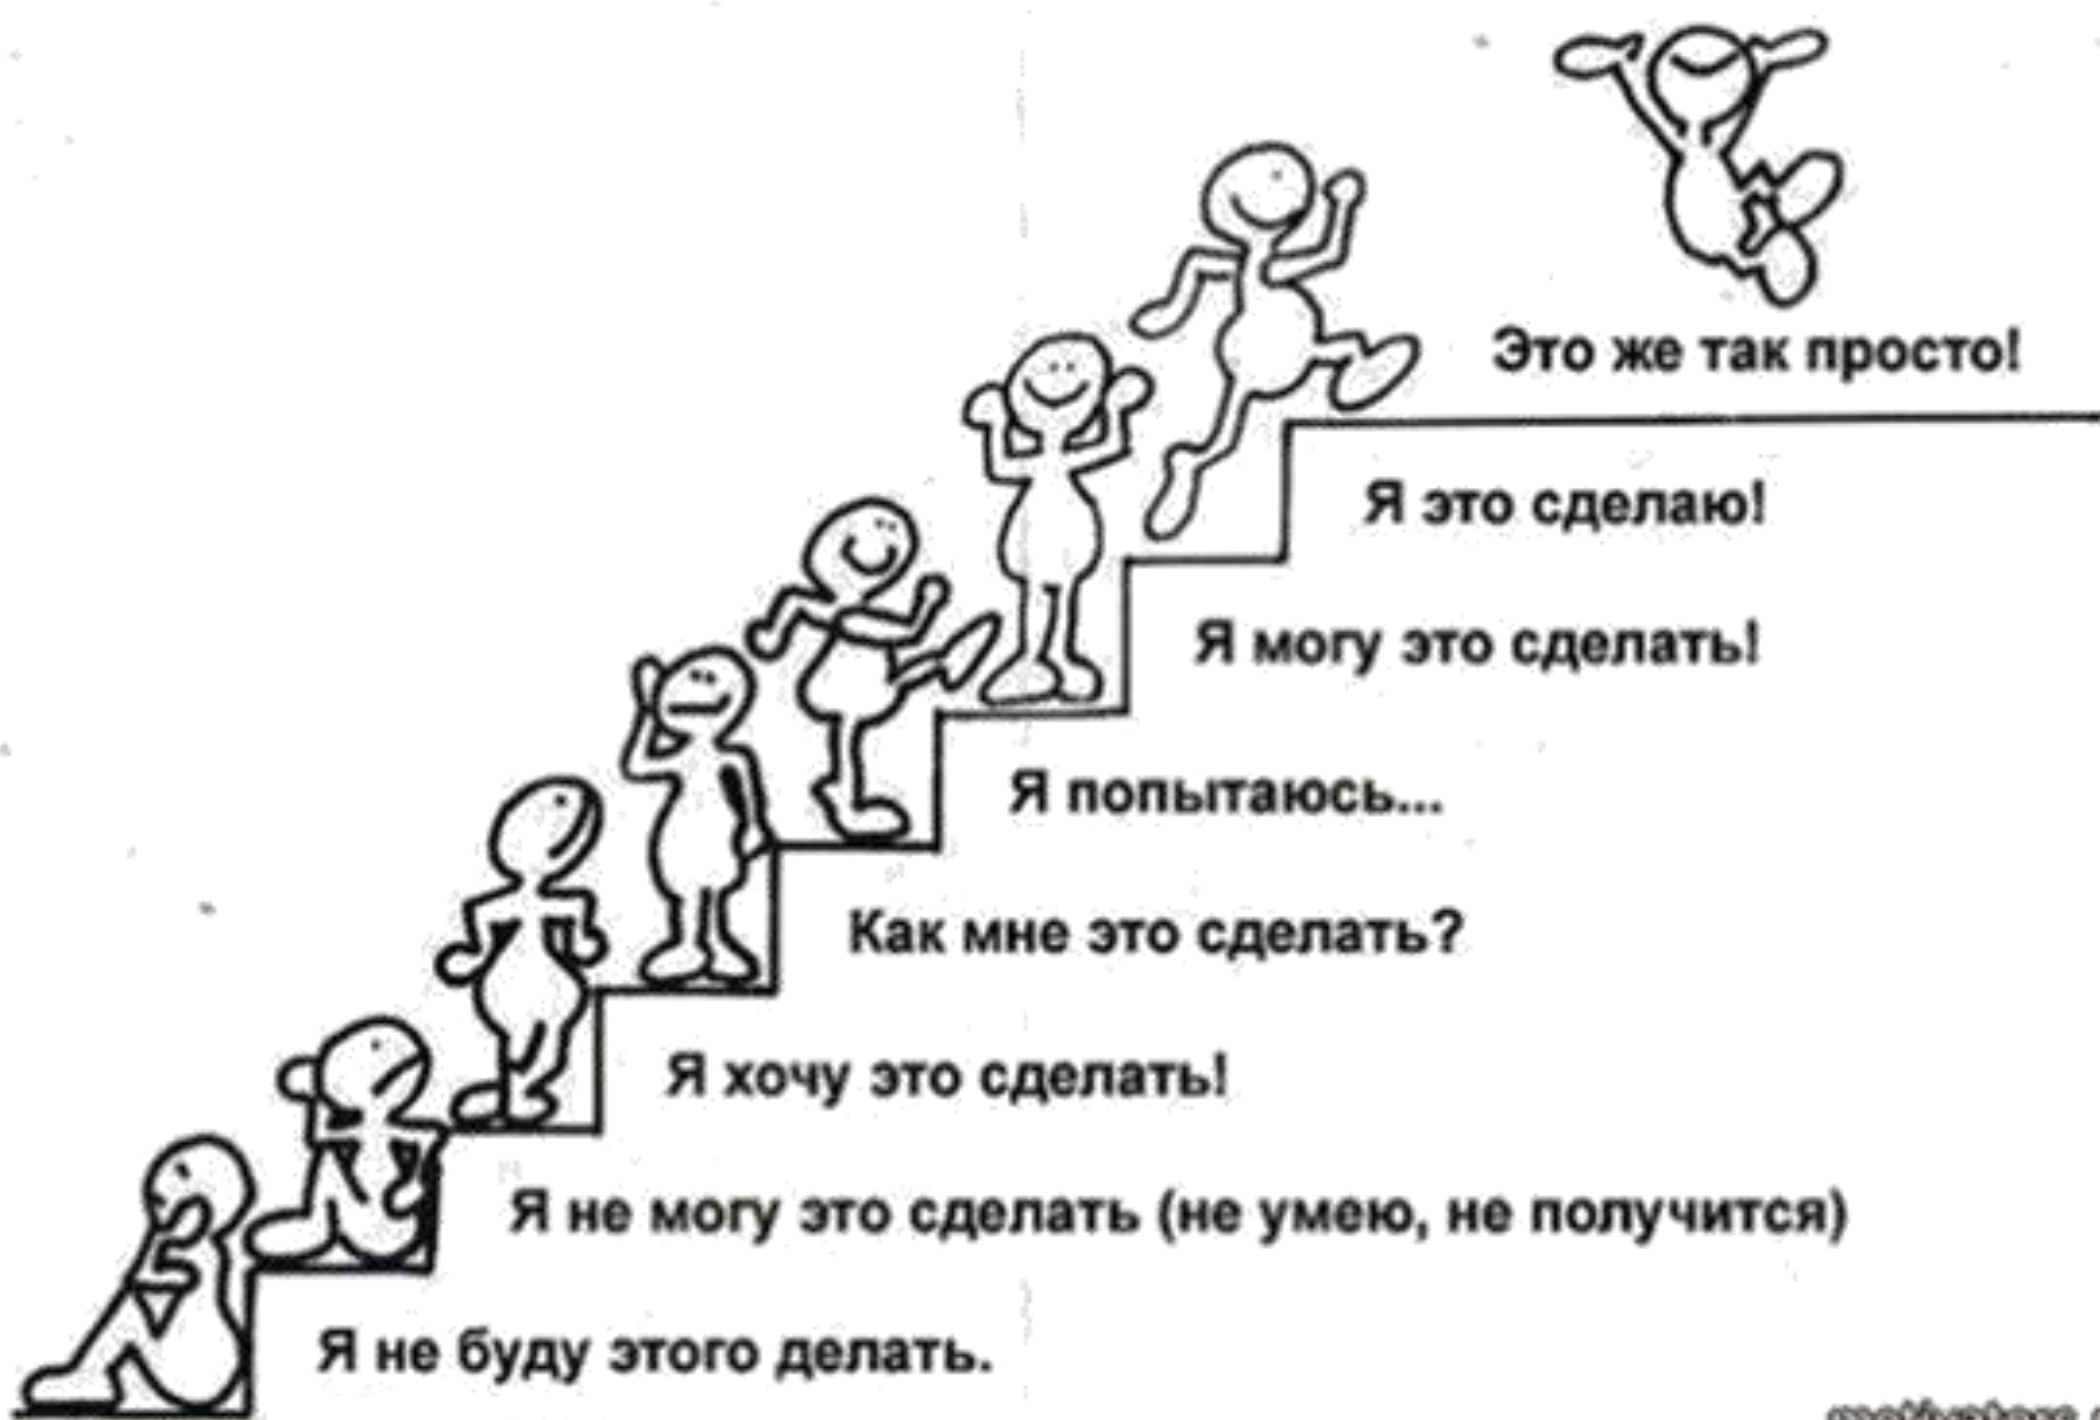 Это же так просто!
Я это сделаю!
Я могу это сделать!
Я попытаюсь...
Как мне это сделать?
Я хочу это сделать!
Я не могу это сделать (не умею, не получится)
Я не буду этого делать.